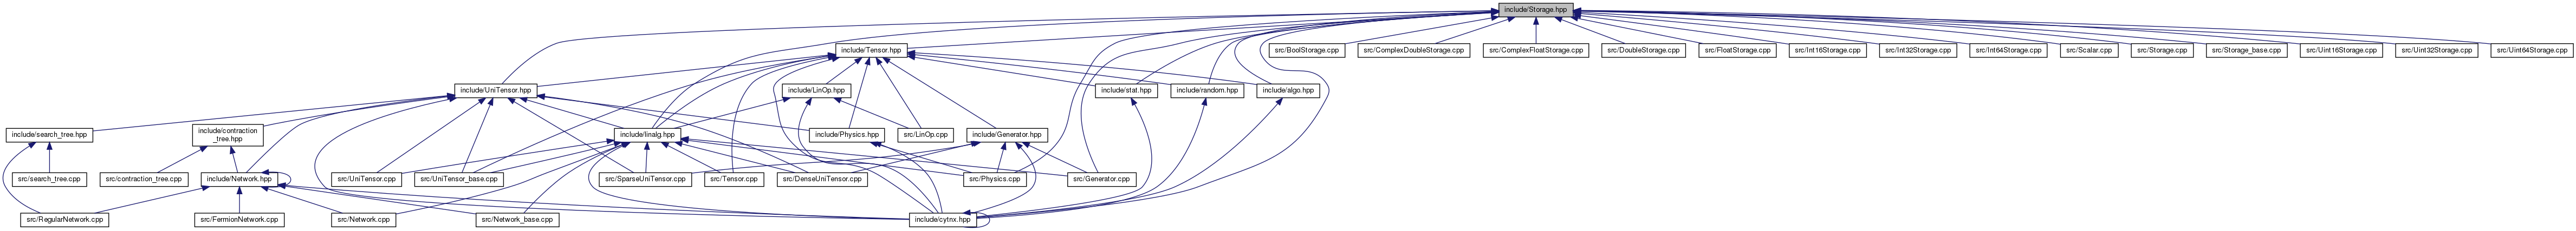 include/Storage.hpp
include/Tensor.hpp
src/BoolStorage.cpp
src/ComplexDoubleStorage.cpp
src/ComplexFloatStorage.cpp
src/DoubleStorage.cpp
src/FloatStorage.cpp
src/Int16Storage.cpp
src/Int32Storage.cpp
src/Int64Storage.cpp
src/Scalar.cpp
src/Storage.cpp
src/Storage_base.cpp
src/Uint16Storage.cpp
src/Uint32Storage.cpp
src/Uint64Storage.cpp
include/UniTensor.hpp
include/LinOp.hpp
include/stat.hpp
include/random.hpp
include/algo.hpp
include/search_tree.hpp
include/contraction
_tree.hpp
include/linalg.hpp
include/Physics.hpp
src/LinOp.cpp
include/Generator.hpp
src/search_tree.cpp
src/contraction_tree.cpp
include/Network.hpp
src/UniTensor.cpp
src/UniTensor_base.cpp
src/SparseUniTensor.cpp
src/Tensor.cpp
src/DenseUniTensor.cpp
src/Physics.cpp
src/Generator.cpp
src/RegularNetwork.cpp
src/FermionNetwork.cpp
src/Network.cpp
src/Network_base.cpp
include/cytnx.hpp